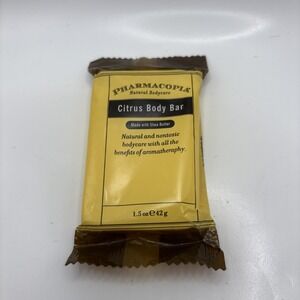 PHARMACOPIA
Natural Bodycare
Citrus Body Bar
Made with Shea Butter
Natural and nontoxic
bodycare with all the
benefits of aromatherapy.
1.5 oz e 42 g